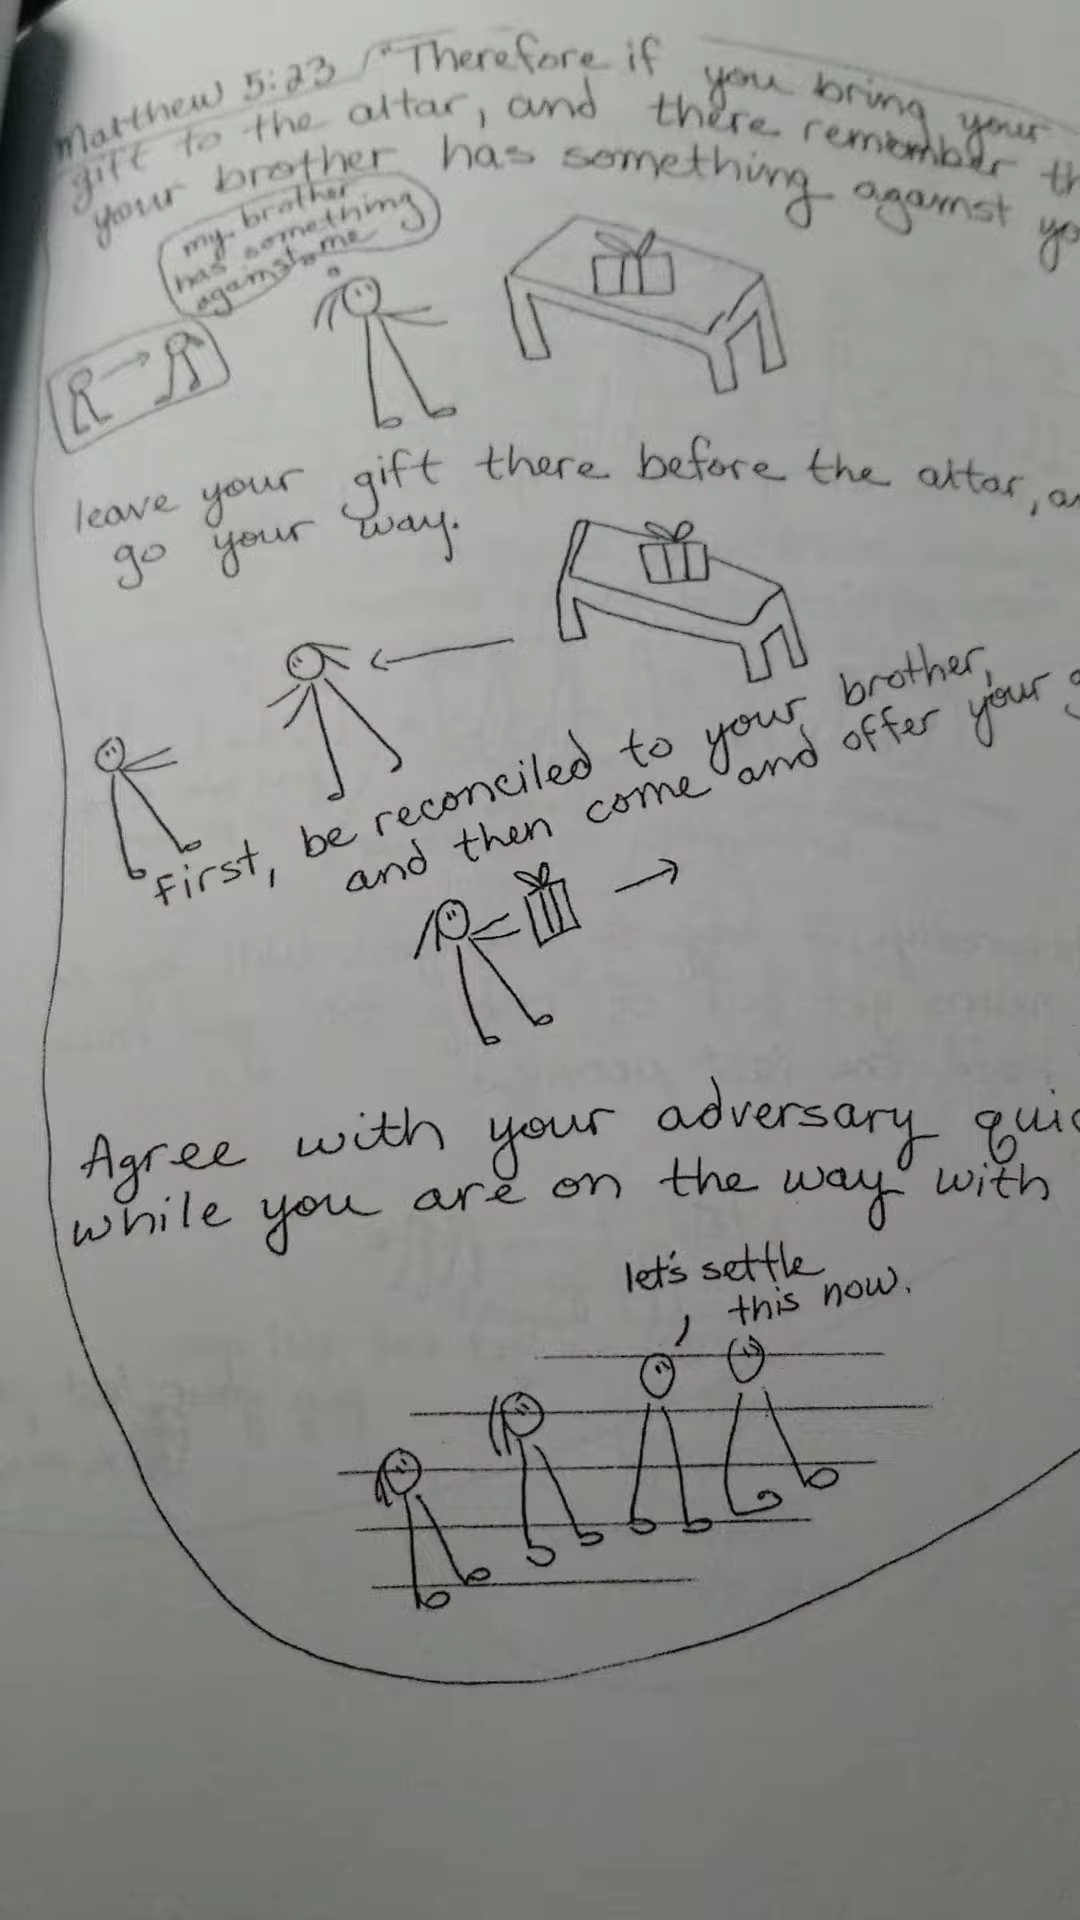 Matthew 5:23 "Therefore if you bring your
gift to the altar, and there remember th
your brother has something against yo
my brother
has something
against me
leave your gift there before the altar, a
go your way.
First, be reconciled to your brother,
and then come and offer your g
Agree with your adversary quic
while you are on the way with
let's settle
this now.